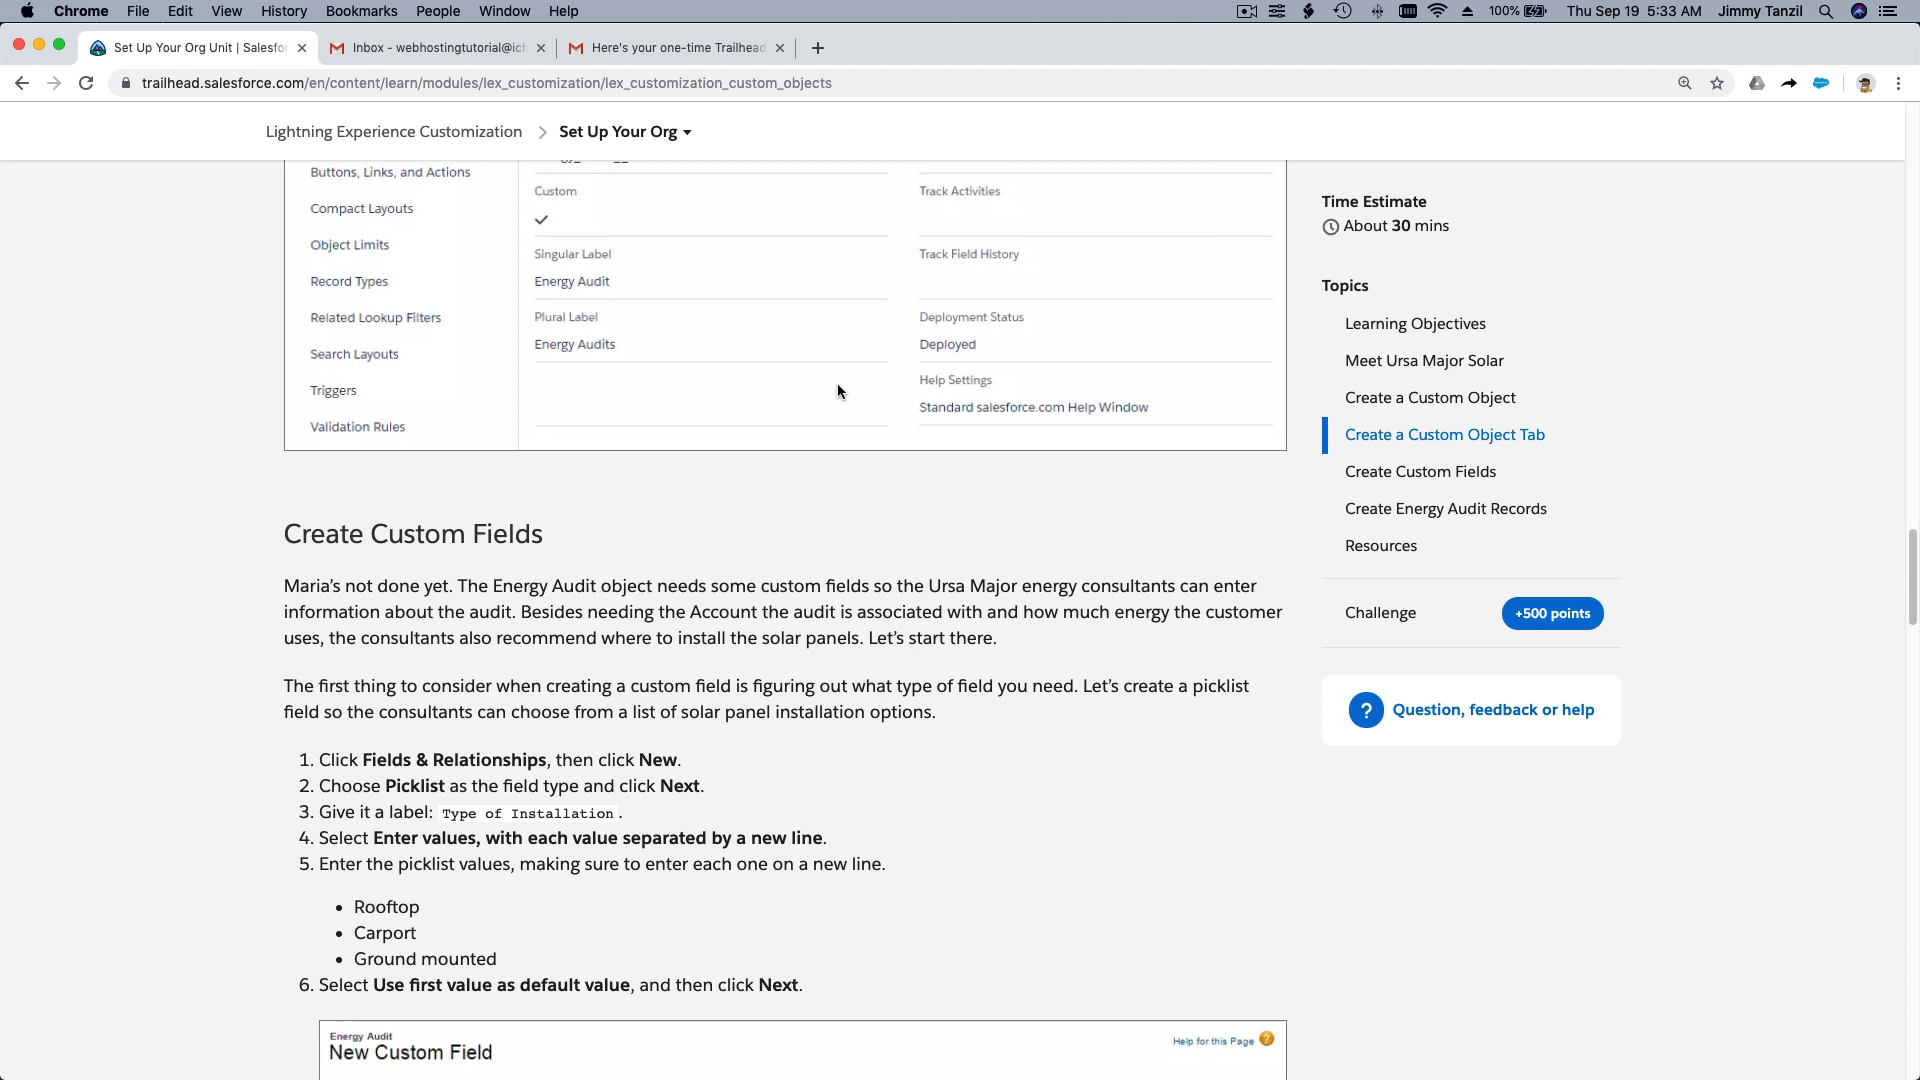 Chrome File Edit View History Bookmarks People Window Help
100% Thu Sep 19 5:33 AM Jimmy Tanzil
Set Up Your Org Unit | Salesfor
Inbox - webhostingtutorial@ich
Here's your one-time Trailhead
trailhead.salesforce.com/en/content/learn/modules/lex_customization/lex_customization_custom_objects
Lightning Experience Customization > Set Up Your Org
Buttons, Links, and Actions
Compact Layouts
Object Limits
Record Types
Related Lookup Filters
Search Layouts
Triggers
Validation Rules
Custom
Singular Label
Energy Audit
Plural Label
Energy Audits
Track Activities
Track Field History
Deployment Status
Deployed
Help Settings
Standard salesforce.com Help Window
Create Custom Fields
Maria’s not done yet. The Energy Audit object needs some custom fields so the Ursa Major energy consultants can enter
information about the audit. Besides needing the Account the audit is associated with and how much energy the customer
uses, the consultants also recommend where to install the solar panels. Let’s start there.
The first thing to consider when creating a custom field is figuring out what type of field you need. Let’s create a picklist
field so the consultants can choose from a list of solar panel installation options.
1. Click Fields & Relationships, then click New.
2. Choose Picklist as the field type and click Next.
3. Give it a label: Type of Installation .
4. Select Enter values, with each value separated by a new line.
5. Enter the picklist values, making sure to enter each one on a new line.
• Rooftop
• Carport
• Ground mounted
6. Select Use first value as default value, and then click Next.
Energy Audit
New Custom Field
Help for this Page
Time Estimate
About 30 mins
Topics
Learning Objectives
Meet Ursa Major Solar
Create a Custom Object
Create a Custom Object Tab
Create Custom Fields
Create Energy Audit Records
Resources
Challenge +500 points
? Question, feedback or help